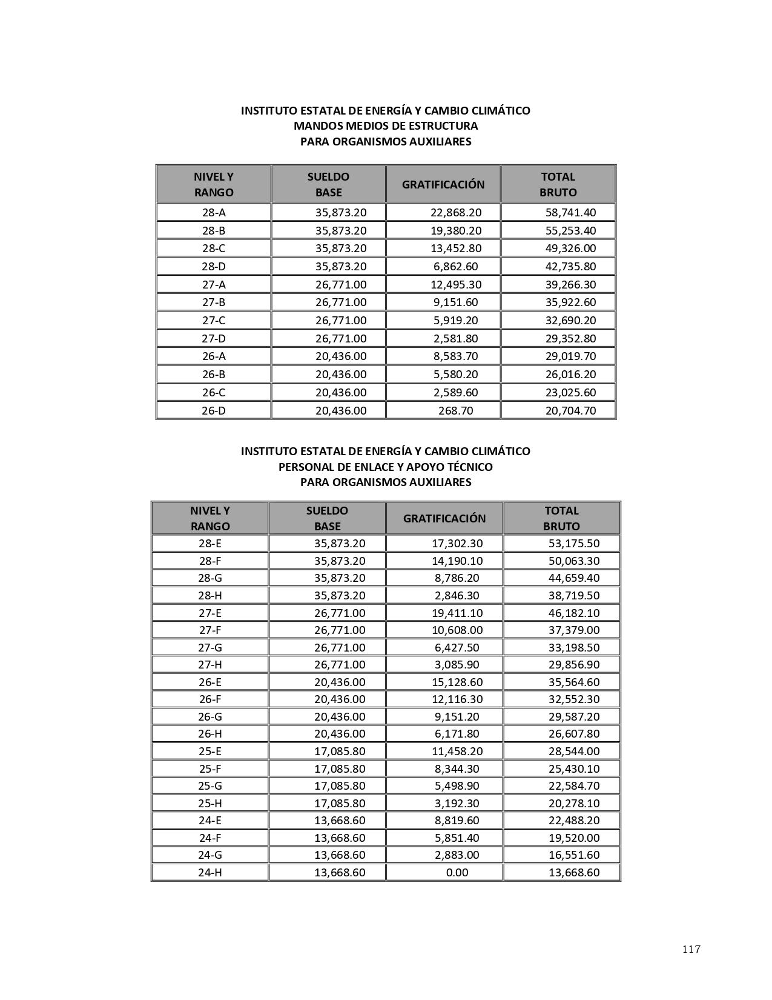 INSTITUTO ESTATAL DE ENERGÍA Y CAMBIO CLIMÁTICO
MANDOS MEDIOS DE ESTRUCTURA
PARA ORGANISMOS AUXILIARES
NIVEL Y RANGO SUELDO BASE GRATIFICACIÓN TOTAL BRUTO
28-A 35,873.20 22,868.20 58,741.40
28-B 35,873.20 19,380.20 55,253.40
28-C 35,873.20 13,452.80 49,326.00
28-D 35,873.20 6,862.60 42,735.80
27-A 26,771.00 12,495.30 39,266.30
27-B 26,771.00 9,151.60 35,922.60
27-C 26,771.00 5,919.20 32,690.20
27-D 26,771.00 2,581.80 29,352.80
26-A 20,436.00 8,583.70 29,019.70
26-B 20,436.00 5,580.20 26,016.20
26-C 20,436.00 2,589.60 23,025.60
26-D 20,436.00 268.70 20,704.70
INSTITUTO ESTATAL DE ENERGÍA Y CAMBIO CLIMÁTICO
PERSONAL DE ENLACE Y APOYO TÉCNICO
PARA ORGANISMOS AUXILIARES
NIVEL Y RANGO SUELDO BASE GRATIFICACIÓN TOTAL BRUTO
28-E 35,873.20 17,302.30 53,175.50
28-F 35,873.20 14,190.10 50,063.30
28-G 35,873.20 8,786.20 44,659.40
28-H 35,873.20 2,846.30 38,719.50
27-E 26,771.00 19,411.10 46,182.10
27-F 26,771.00 10,608.00 37,379.00
27-G 26,771.00 6,427.50 33,198.50
27-H 26,771.00 3,085.90 29,856.90
26-E 20,436.00 15,128.60 35,564.60
26-F 20,436.00 12,116.30 32,552.30
26-G 20,436.00 9,151.20 29,587.20
26-H 20,436.00 6,171.80 26,607.80
25-E 17,085.80 11,458.20 28,544.00
25-F 17,085.80 8,344.30 25,430.10
25-G 17,085.80 5,498.90 22,584.70
25-H 17,085.80 3,192.30 20,278.10
24-E 13,668.60 8,819.60 22,488.20
24-F 13,668.60 5,851.40 19,520.00
24-G 13,668.60 2,883.00 16,551.60
24-H 13,668.60 0.00 13,668.60
117